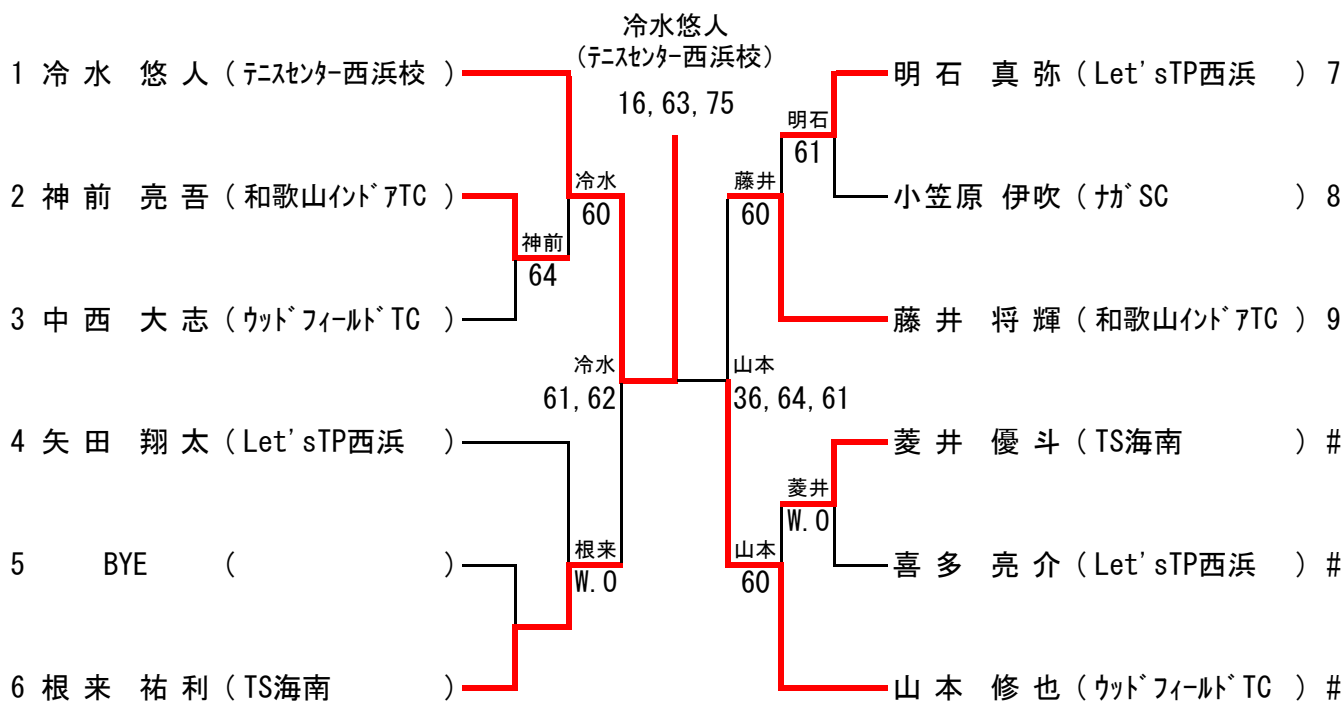 冷水悠人
(テニスセンター西浜校)
16,63,75
1 冷水 悠人 (テニスセンター西浜校 )
2 神前 亮吾 (和歌山インドアTC )
3 中西 大志 (ウッドフィールドTC )
4 矢田 翔太 (Let'sTP西浜 )
5 BYE ( )
6 根来 祐利 (TS海南 )
神前
64
冷水
60
冷水
61,62
根来
W.O
明石 真弥 (Let'sTP西浜 ) 7
小笠原 伊吹 (ナガSC ) 8
藤井 将輝 (和歌山インドアTC ) 9
菱井 優斗 (TS海南 ) #
喜多 亮介 (Let'sTP西浜 ) #
山本 修也 (ウッドフィールドTC ) #
明石
61
藤井
60
山本
36,64,61
菱井
W.O
山本
60